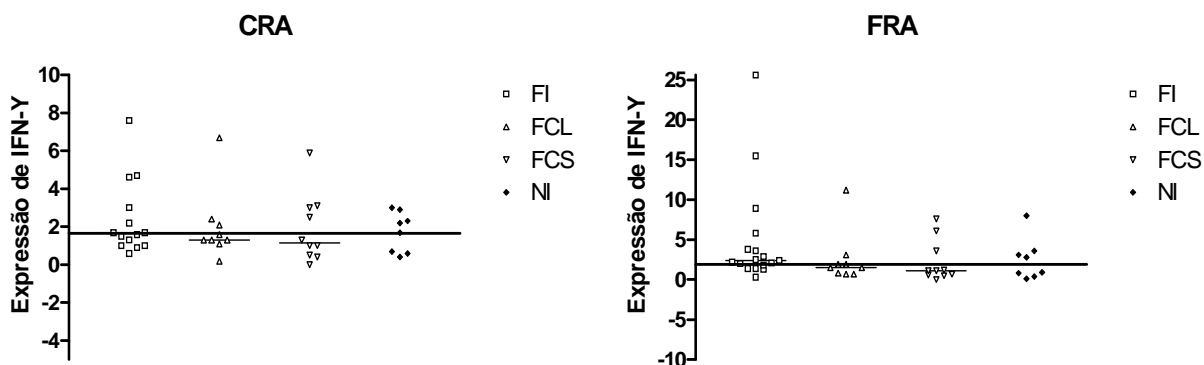 CRA
Expressão de IFN-Y
10
8
6
4
2
0
-2
-4
FI
FCL
FCS
NI
FRA
Expressão de IFN-Y
25
20
15
10
5
0
-5
-10
FI
FCL
FCS
NI